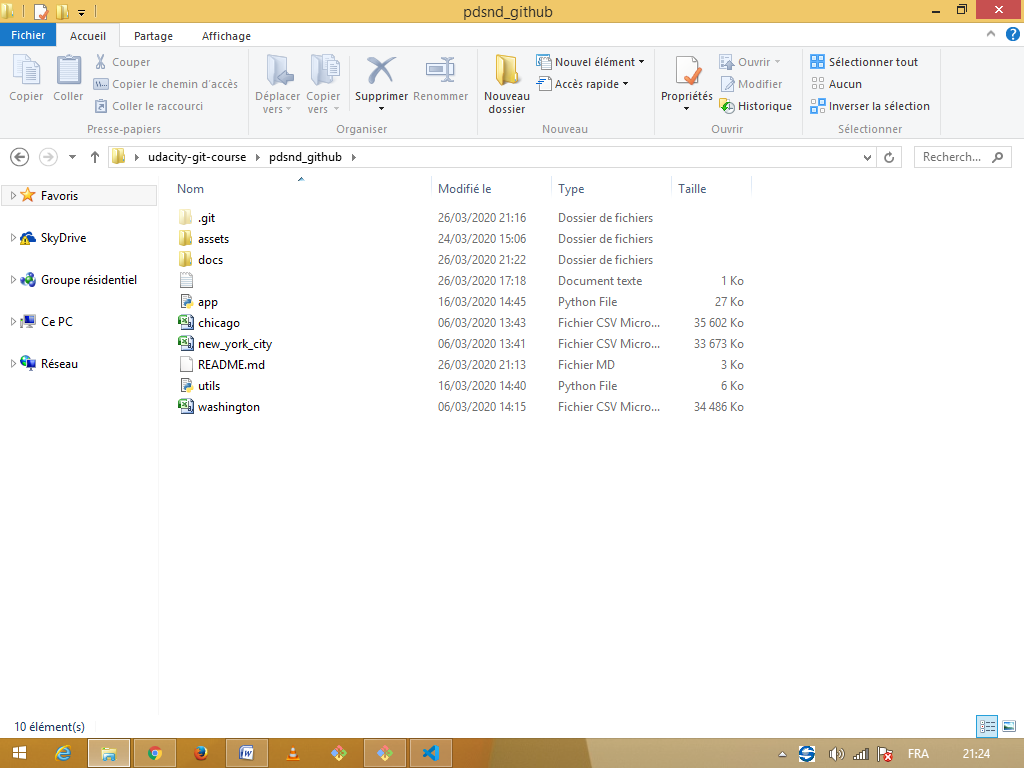 pdsnd_github
Fichier Accueil Partage Affichage
Copier
Coller
Couper
Copier le chemin d'accès
Coller le raccourci
Presse-papiers
Déplacer vers
Copier vers
Supprimer
Renommer
Organiser
Nouveau dossier
Nouvel élément
Accès rapide
Nouveau
Propriétés
Ouvrir
Modifier
Historique
Ouvrir
Sélectionner tout
Aucun
Inverser la sélection
Sélectionner
udacity-git-course pdsnd_github
Recherch...
Favoris
SkyDrive
Groupe résidentiel
Ce PC
Réseau
Nom Modifié le Type Taille
.git 26/03/2020 21:16 Dossier de fichiers
assets 24/03/2020 15:06 Dossier de fichiers
docs 26/03/2020 21:22 Dossier de fichiers
26/03/2020 17:18 Document texte 1 Ko
app 16/03/2020 14:45 Python File 27 Ko
chicago 06/03/2020 13:43 Fichier CSV Micro... 35 602 Ko
new_york_city 06/03/2020 13:41 Fichier CSV Micro... 33 673 Ko
README.md 26/03/2020 21:13 Fichier MD 3 Ko
utils 16/03/2020 14:40 Python File 6 Ko
washington 06/03/2020 14:15 Fichier CSV Micro... 34 486 Ko
10 élément(s)
FRA 21:24